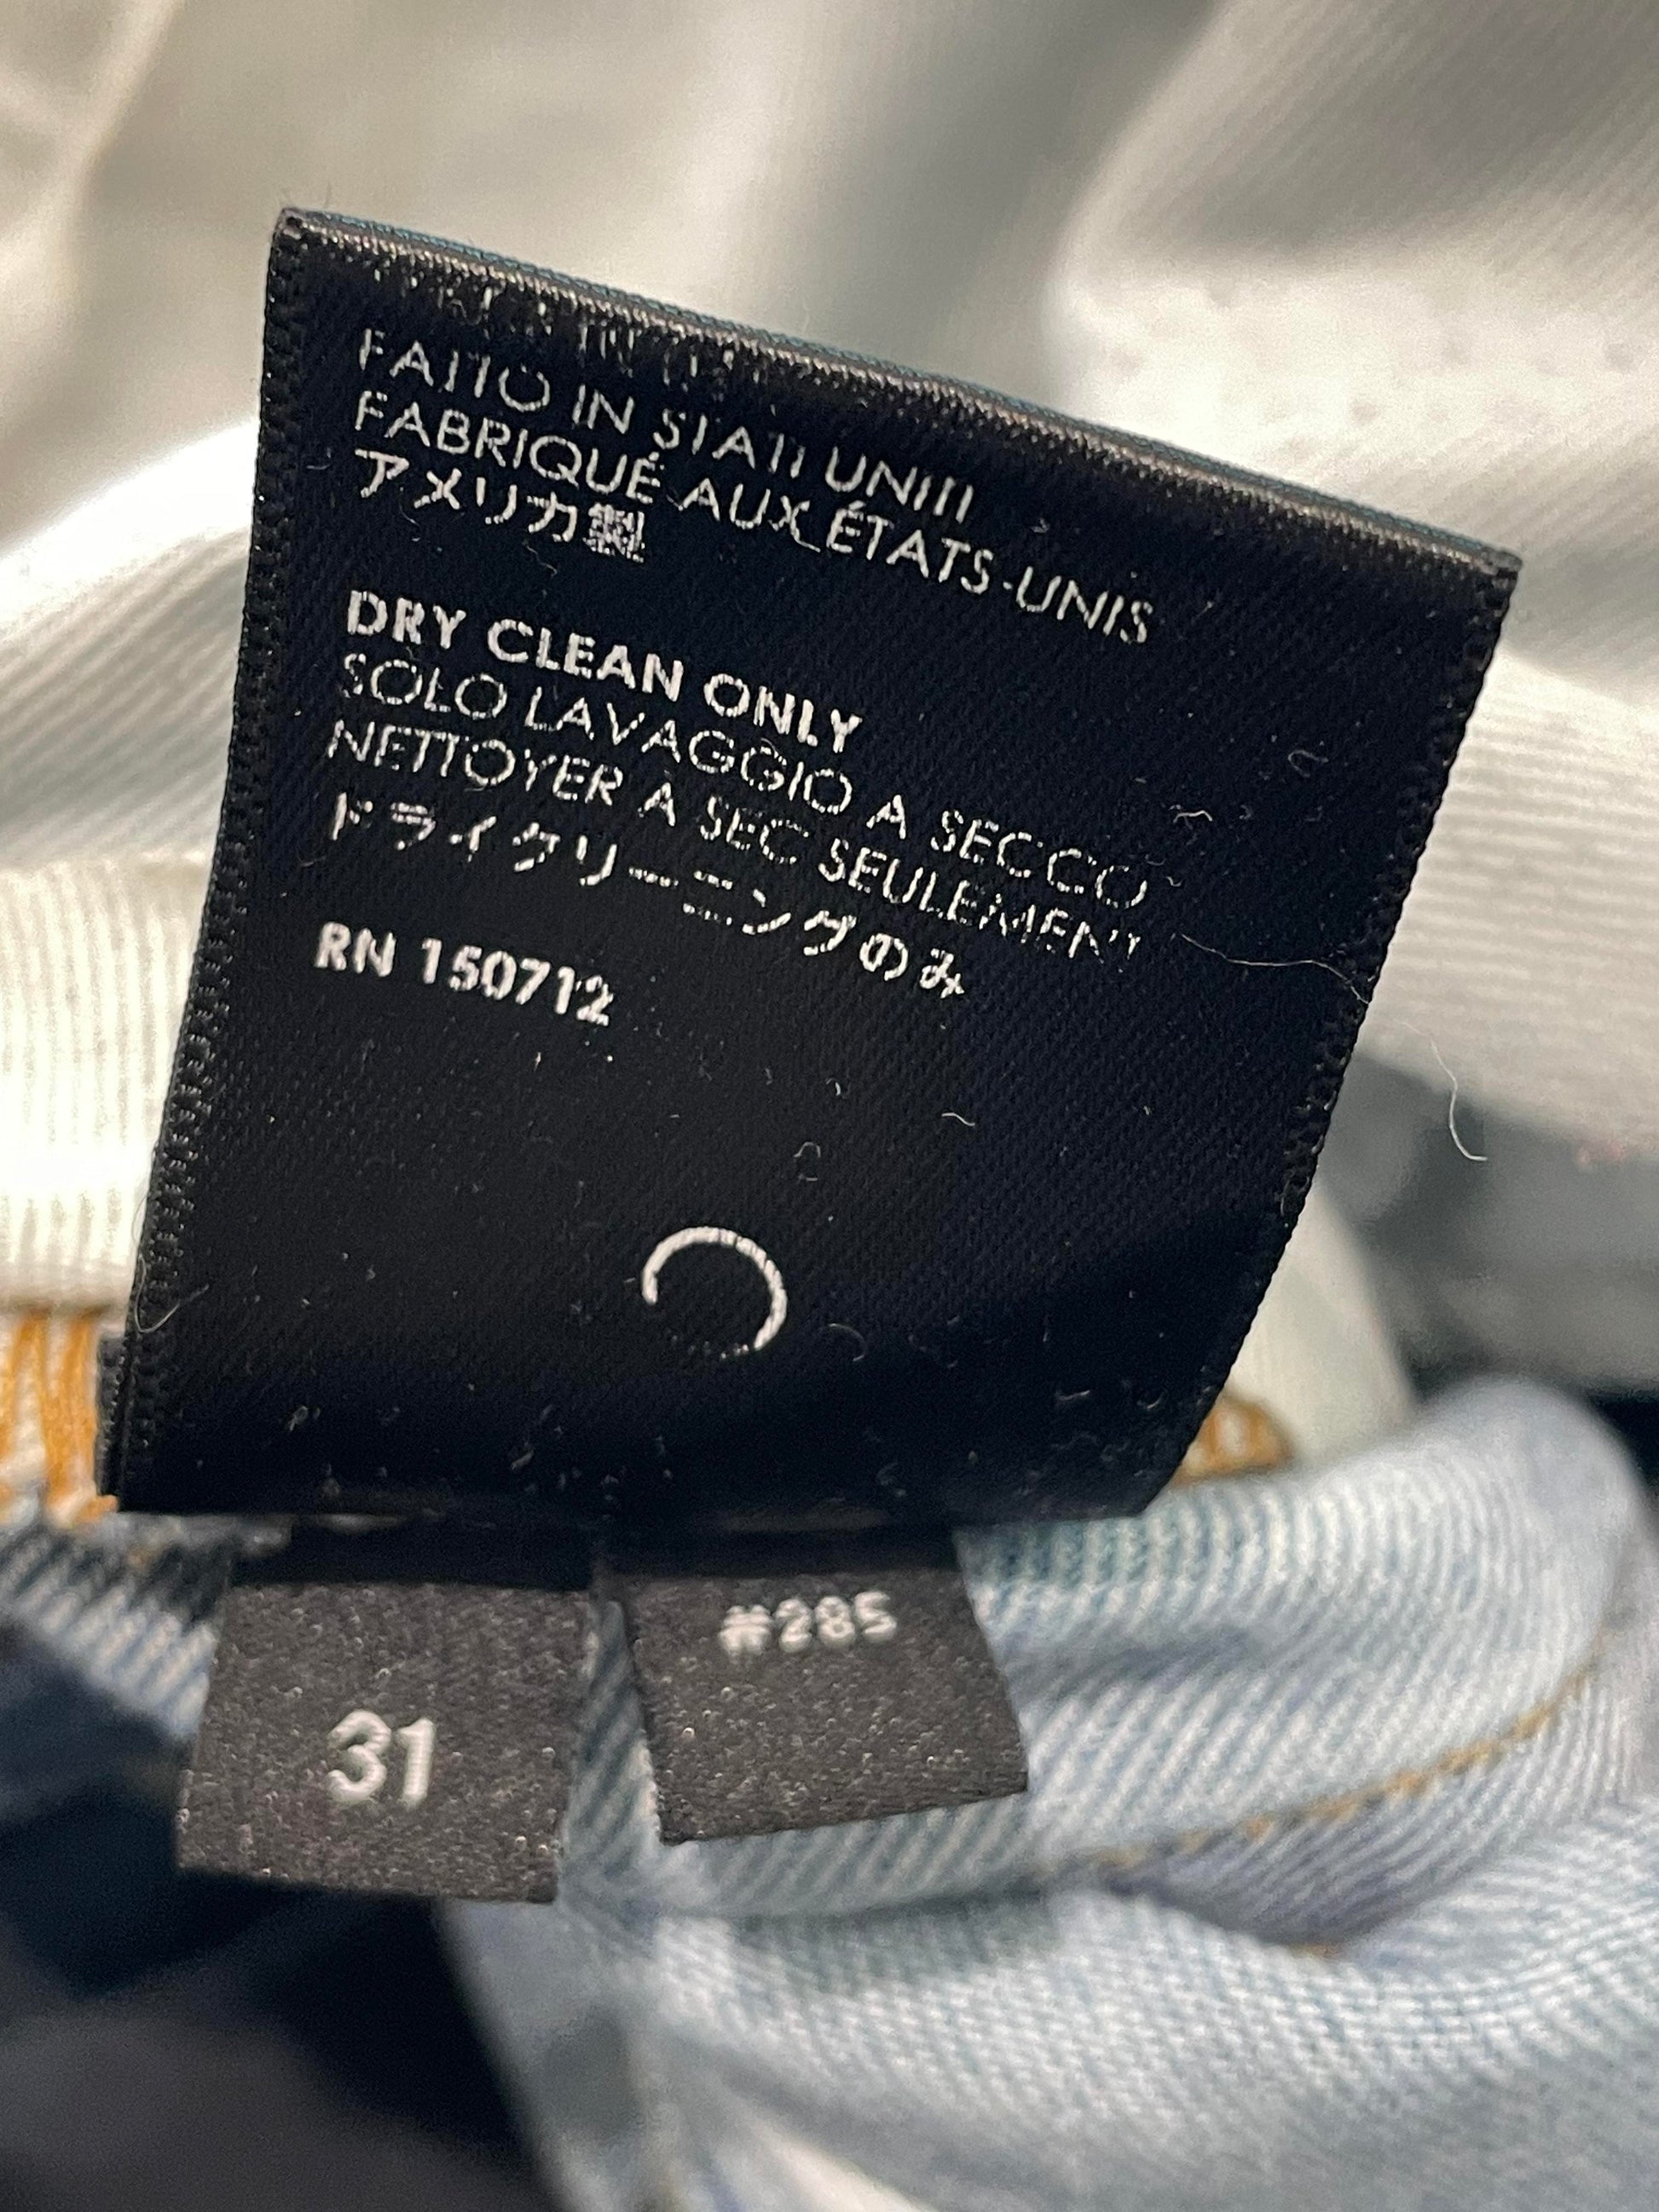 FATTO IN STATI UNITI
FABRIQUÉ AUX ÉTATS-UNIS
アメリカ製
DRY CLEAN ONLY
SOLO LAVAGGIO A SECCO
NETTOYER A SEC SEULEMENT
ドライクリーニングのみ
RN 150712
31
#285